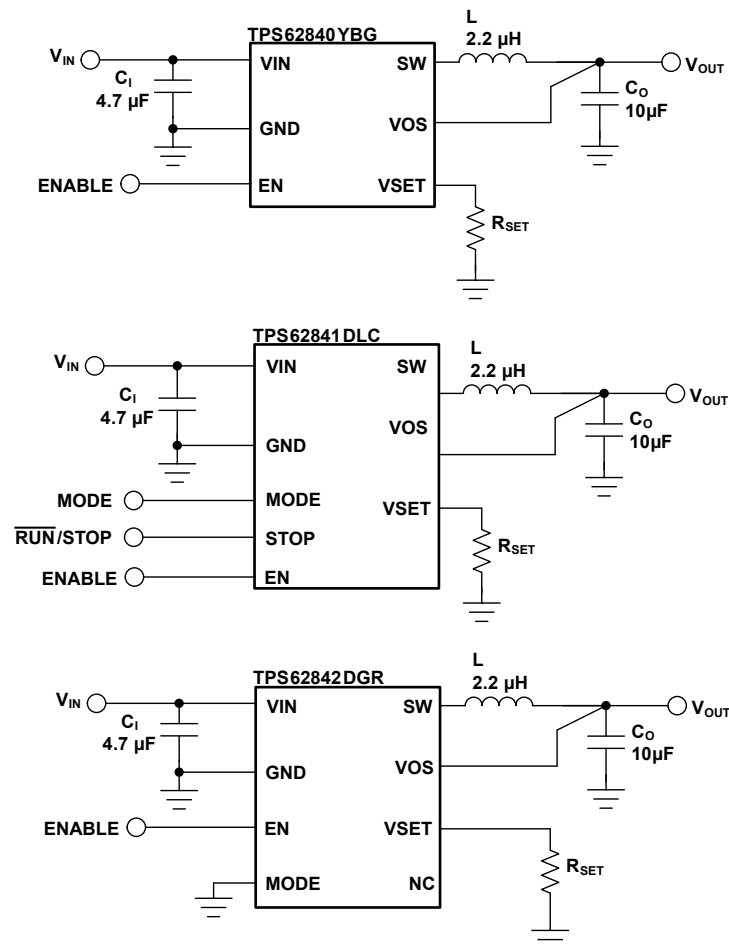 TPS62840YBG
L
2.2 µH
VIN
VIN
SW
VOUT
CI
4.7 µF
CO
10µF
GND
VOS
ENABLE
EN
VSET
RSET
TPS62841DLC
L
2.2 µH
VIN
VIN
SW
VOUT
CI
4.7 µF
CO
10µF
VOS
GND
MODE
MODE
VSET
RUN/STOP
STOP
RSET
ENABLE
EN
TPS62842DGR
L
2.2 µH
VIN
VIN
SW
VOUT
CI
4.7 µF
CO
10µF
GND
VOS
ENABLE
EN
VSET
RSET
MODE
NC